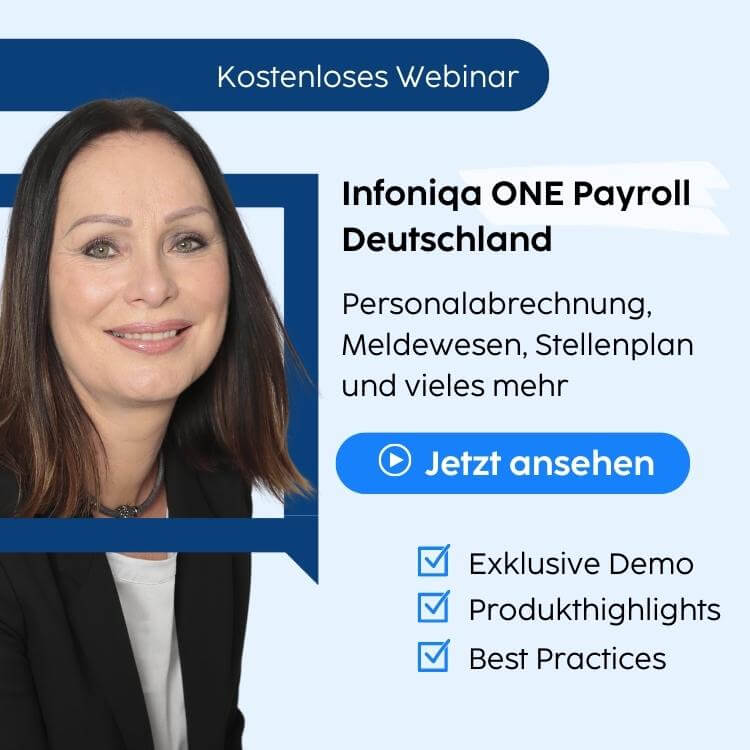 Kostenloses Webinar
Infoniqa ONE Payroll
Deutschland
Personalabrechnung,
Meldewesen, Stellenplan
und vieles mehr
Jetzt ansehen
Exklusive Demo
Produkthighlights
Best Practices